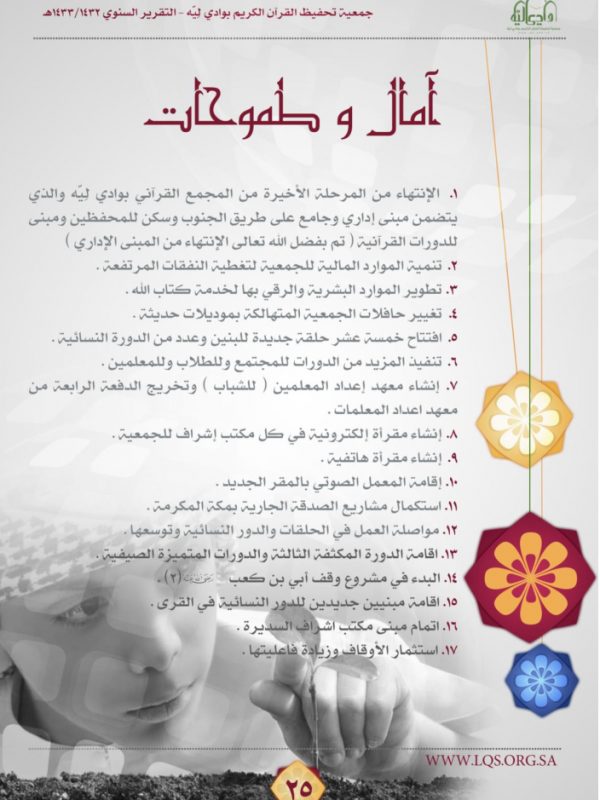 جمعية تحفيظ القرآن الكريم بوادي لِيّه - التقرير السنوي ١٤٣٣/١٤٣٢هـ
وادي ليّه
آمال و طموحات
١. الإنتهاء من المرحلة الأخيرة من المجمع القرآني بوادي لِيّه والذي
يتضمن مبنى إداري وجامع على طريق الجنوب وسكن للمحفظين ومبنى
للدورات القرآنية ( تم بفضل الله تعالى الإنتهاء من المبنى الإداري )
٢. تنمية الموارد المالية للجمعية لتغطية النفقات المرتفعة .
٣. تطوير الموارد البشرية والرقي بها لخدمة كتاب الله .
٤. تغيير حافلات الجمعية المتهالكة بموديلات حديثة .
٥. افتتاح خمسة عشر حلقة جديدة للبنين وعدد من الدورة النسائية .
٦. تنفيذ المزيد من الدورات للمجتمع وللطلاب وللمعلمين .
٧. إنشاء معهد إعداد المعلمين ( للشباب ) وتخريج الدفعة الرابعة من
معهد اعداد المعلمات .
٨. إنشاء مقرأة إلكترونية في كل مكتب إشراف للجمعية .
٩. إنشاء مقرأة هاتفية .
١٠. إقامة المعمل الصوتي بالمقر الجديد .
١١. استكمال مشاريع الصدقة الجارية بمكة المكرمة .
١٢. مواصلة العمل في الحلقات والدور النسائية وتوسعها .
١٣. اقامة الدورة المكثفة الثالثة والدورات المتميزة الصيفية .
١٤. البدء في مشروع وقف أبي بن كعب (٢) .
١٥. اقامة مبنيين جديدين للدور النسائية في القرى .
١٦. اتمام مبنى مكتب اشراف السديرة .
١٧. استثمار الأوقاف وزيادة فاعليتها .
WWW.LQS.ORG.SA
٢٥